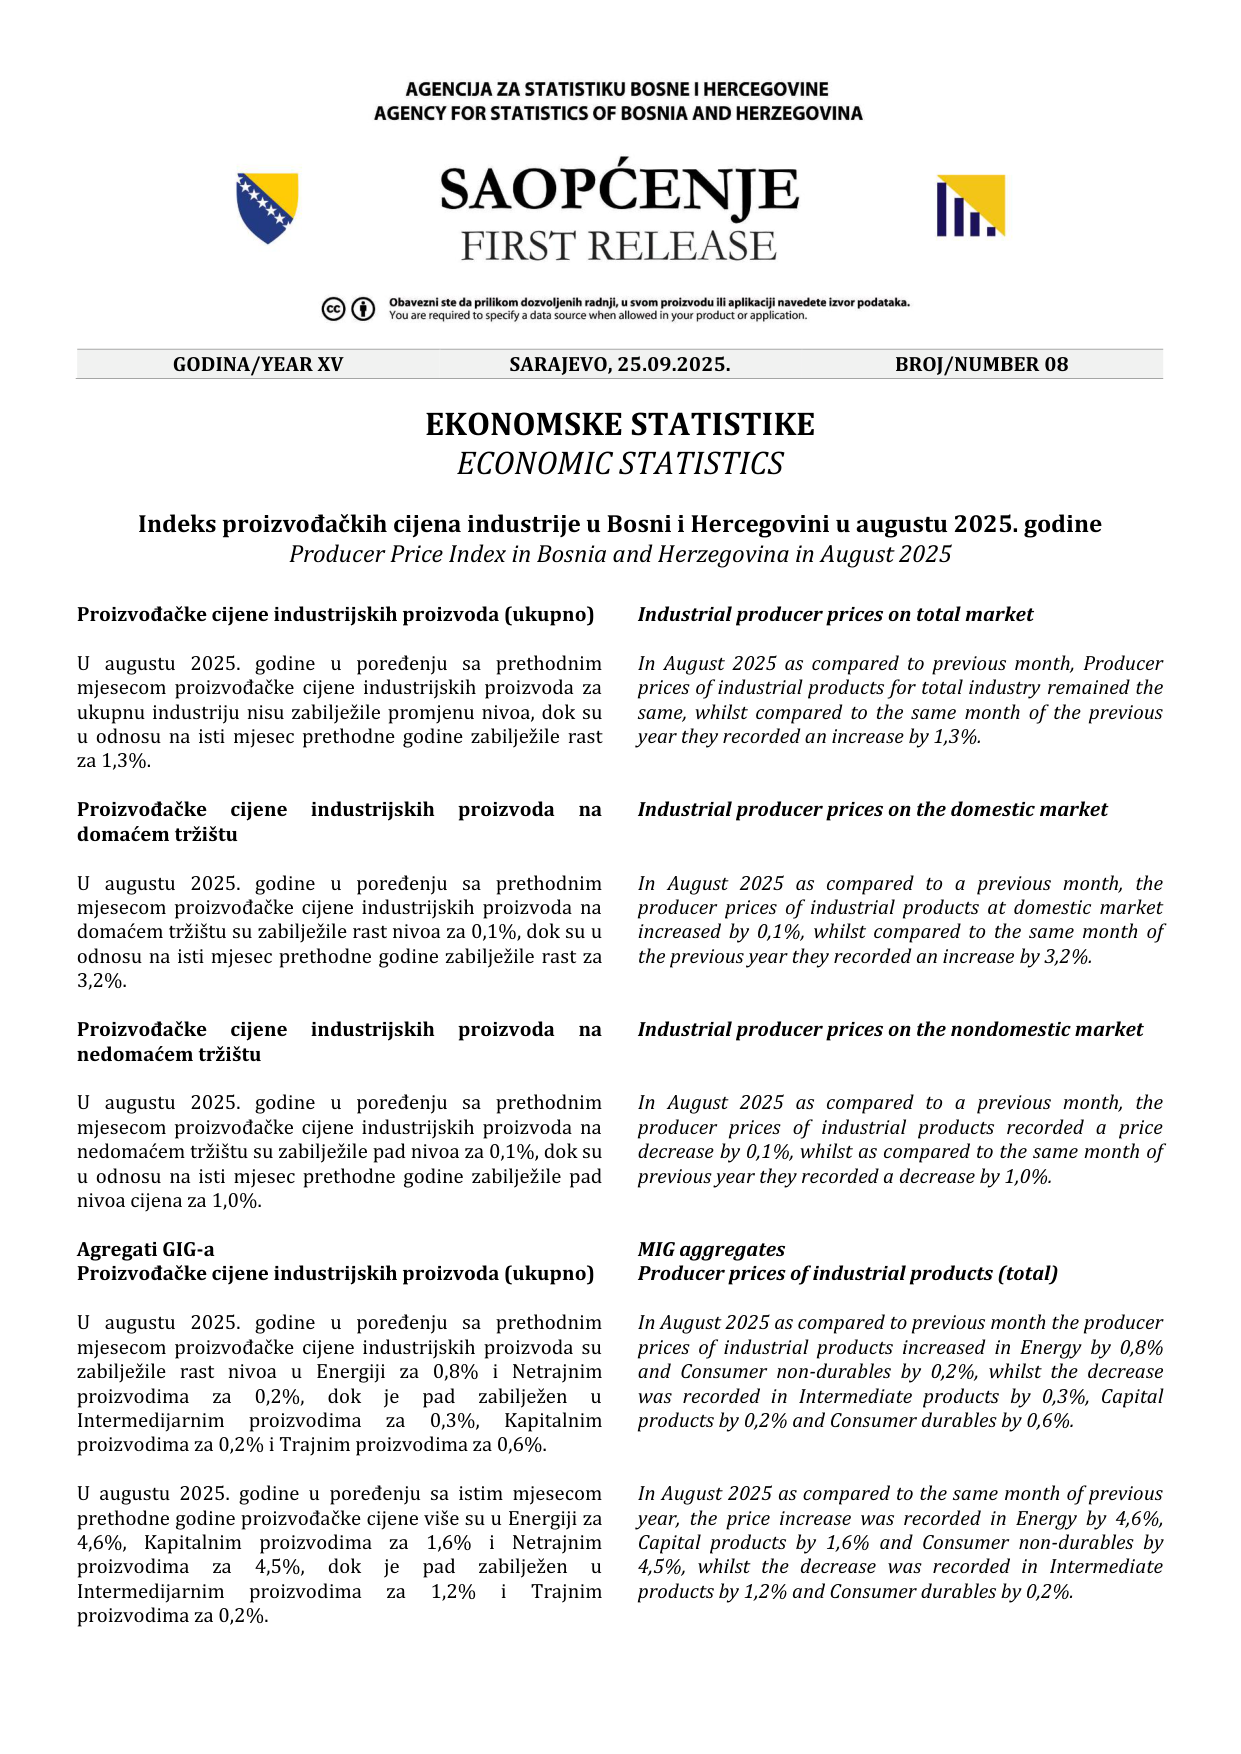 AGENCIJA ZA STATISTIKU BOSNE I HERCEGOVINE
AGENCY FOR STATISTICS OF BOSNIA AND HERZEGOVINA
SAOPĆENJE
FIRST RELEASE
cc
Obavezni ste da prilikom dozvoljenih radnji, u svom proizvodu ili aplikaciji navedete izvor podataka.
You are required to specify a data source when allowed in your product or application.
GODINA/YEAR XV SARAJEVO, 25.09.2025. BROJ/NUMBER 08
EKONOMSKE STATISTIKE
ECONOMIC STATISTICS
Indeks proizvođačkih cijena industrije u Bosni i Hercegovini u augustu 2025. godine
Producer Price Index in Bosnia and Herzegovina in August 2025
Proizvođačke cijene industrijskih proizvoda (ukupno)
U augustu 2025. godine u poređenju sa prethodnim
mjesecom proizvođačke cijene industrijskih proizvoda za
ukupnu industriju nisu zabilježile promjenu nivoa, dok su
u odnosu na isti mjesec prethodne godine zabilježile rast
za 1,3%.
Industrial producer prices on total market
In August 2025 as compared to previous month, Producer
prices of industrial products for total industry remained the
same, whilst compared to the same month of the previous
year they recorded an increase by 1,3%.
Proizvođačke cijene industrijskih proizvoda na
domaćem tržištu
U augustu 2025. godine u poređenju sa prethodnim
mjesecom proizvođačke cijene industrijskih proizvoda na
domaćem tržištu su zabilježile rast nivoa za 0,1%, dok su u
odnosu na isti mjesec prethodne godine zabilježile rast za
3,2%.
Industrial producer prices on the domestic market
In August 2025 as compared to a previous month, the
producer prices of industrial products at domestic market
increased by 0,1%, whilst compared to the same month of
the previous year they recorded an increase by 3,2%.
Proizvođačke cijene industrijskih proizvoda na
nedomaćem tržištu
U augustu 2025. godine u poređenju sa prethodnim
mjesecom proizvođačke cijene industrijskih proizvoda na
nedomaćem tržištu su zabilježile pad nivoa za 0,1%, dok su
u odnosu na isti mjesec prethodne godine zabilježile pad
nivoa cijena za 1,0%.
Industrial producer prices on the nondomestic market
In August 2025 as compared to a previous month, the
producer prices of industrial products recorded a price
decrease by 0,1%, whilst as compared to the same month of
previous year they recorded a decrease by 1,0%.
Agregati GIG-a
Proizvođačke cijene industrijskih proizvoda (ukupno)
U augustu 2025. godine u poređenju sa prethodnim
mjesecom proizvođačke cijene industrijskih proizvoda su
zabilježile rast nivoa u Energiji za 0,8% i Netrajnim
proizvodima za 0,2%, dok je pad zabilježen u
Intermedijarnim proizvodima za 0,3%, Kapitalnim
proizvodima za 0,2% i Trajnim proizvodima za 0,6%.
MIG aggregates
Producer prices of industrial products (total)
In August 2025 as compared to previous month the producer
prices of industrial products increased in Energy by 0,8%
and Consumer non-durables by 0,2%, whilst the decrease
was recorded in Intermediate products by 0,3%, Capital
products by 0,2% and Consumer durables by 0,6%.
U augustu 2025. godine u poređenju sa istim mjesecom
prethodne godine proizvođačke cijene više su u Energiji za
4,6%, Kapitalnim proizvodima za 1,6% i Netrajnim
proizvodima za 4,5%, dok je pad zabilježen u
Intermedijarnim proizvodima za 1,2% i Trajnim
proizvodima za 0,2%.
In August 2025 as compared to the same month of previous
year, the price increase was recorded in Energy by 4,6%,
Capital products by 1,6% and Consumer non-durables by
4,5%, whilst the decrease was recorded in Intermediate
products by 1,2% and Consumer durables by 0,2%.